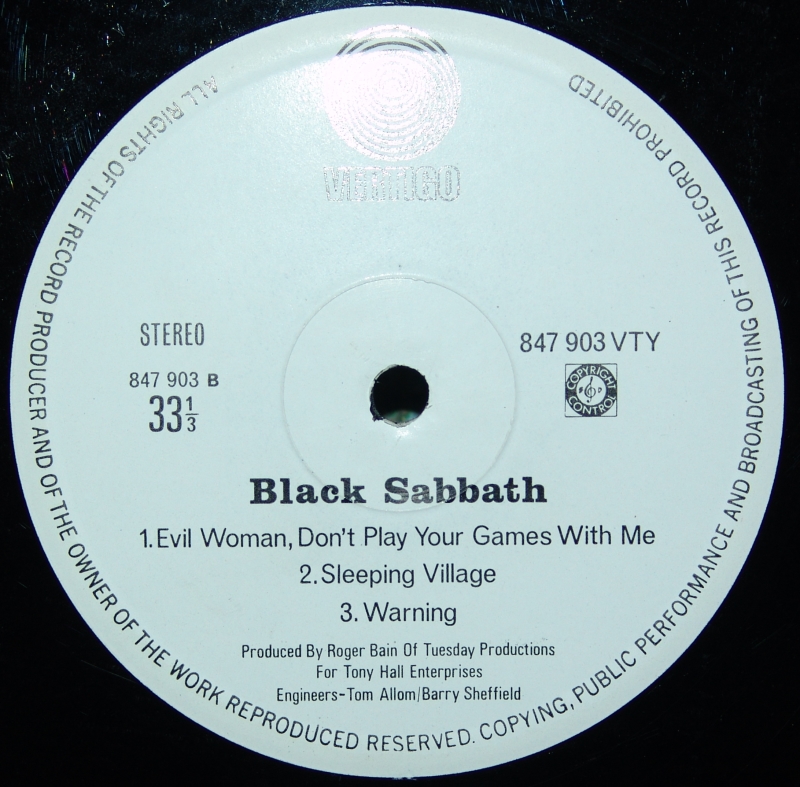 VERTIGO
ALL RIGHTS OF THE RECORD PRODUCER AND OF THE OWNER OF THE WORK REPRODUCED RESERVED. COPYING, PUBLIC PERFORMANCE AND BROADCASTING OF THIS RECORD PROHIBITED
STEREO
847 903 B
33 1/3
847 903 VTY
COPYRIGHT CONTROL
Black Sabbath
1. Evil Woman, Don't Play Your Games With Me
2. Sleeping Village
3. Warning
Produced By Roger Bain Of Tuesday Productions
For Tony Hall Enterprises
Engineers-Tom Allom/Barry Sheffield